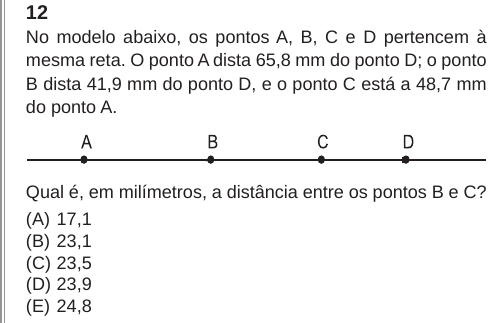 12
No modelo abaixo, os pontos A, B, C e D pertencem à
mesma reta. O ponto A dista 65,8 mm do ponto D; o ponto
B dista 41,9 mm do ponto D, e o ponto C está a 48,7 mm
do ponto A.
A B C D
Qual é, em milímetros, a distância entre os pontos B e C?
(A) 17,1
(B) 23,1
(C) 23,5
(D) 23,9
(E) 24,8